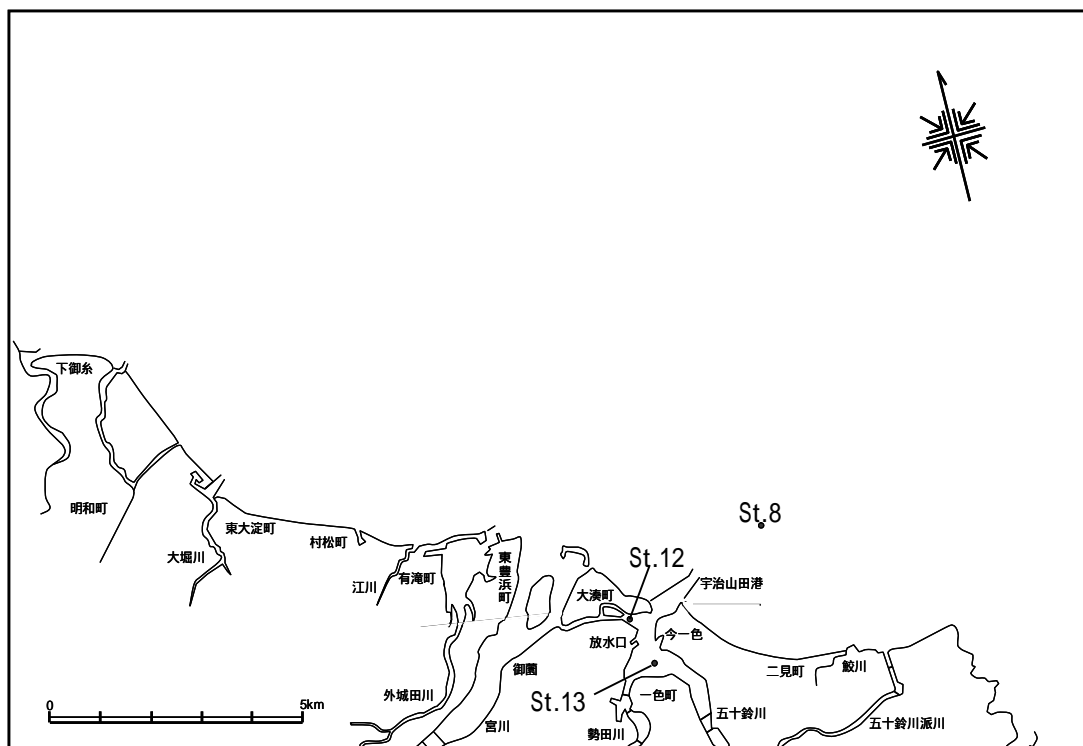 下御糸
明和町
St.8
東大淀町
村松町
大堀川
江川
有滝町
東豊浜町
St.12
大湊町
宇治山田港
放水口
今一色
御薗
二見町
鮫川
外城田川
St.13
一色町
宮川
勢田川
五十鈴川
五十鈴川派川
0
5km